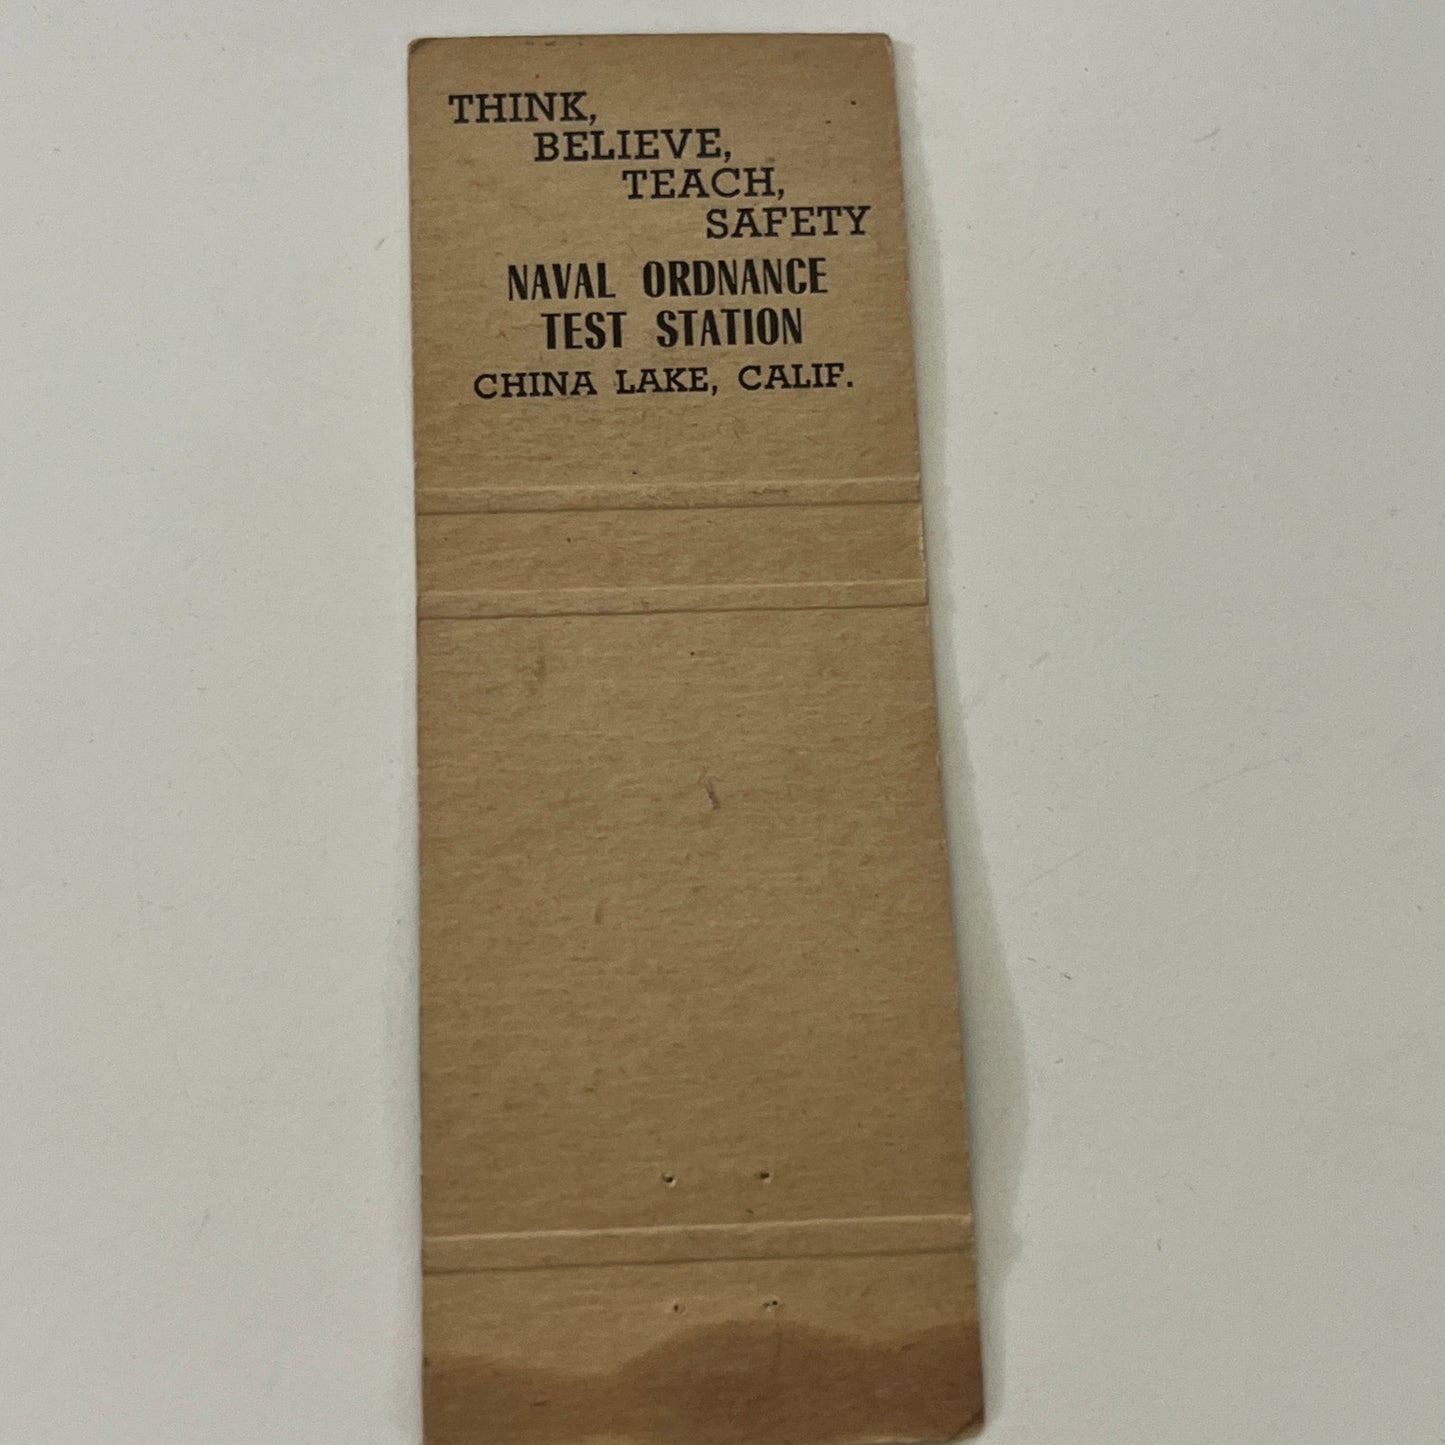 THINK,
BELIEVE,
TEACH,
SAFETY
NAVAL ORDNANCE
TEST STATION
CHINA LAKE, CALIF.